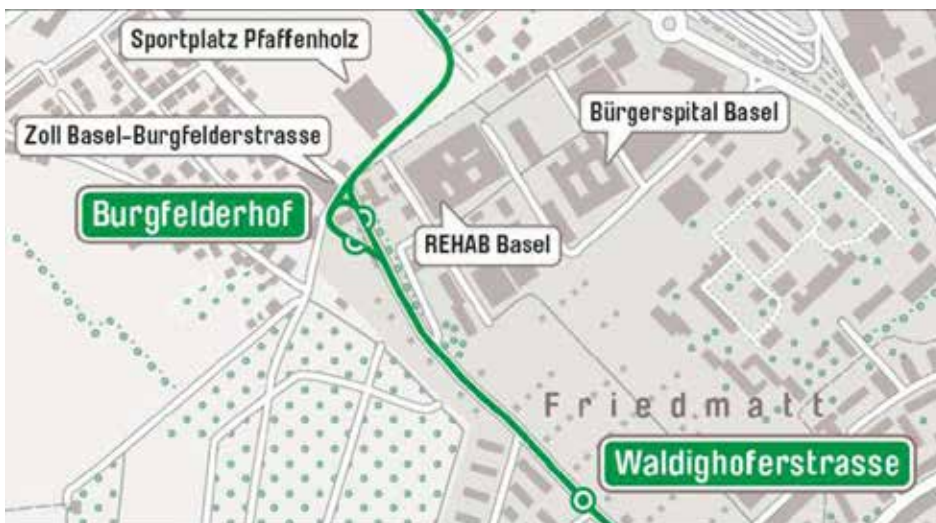 Sportplatz Pfaffenholz
Bürgerspital Basel
Zoll Basel-Burgfelderstrasse
Burgfelderhof
REHAB Basel
Friedmatt
Waldighoferstrasse